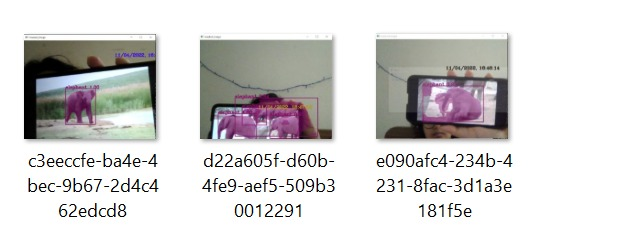 c3eeccfe-ba4e-4
bec-9b67-2d4c4
62edcd8
d22a605f-d60b-
4fe9-aef5-509b3
0012291
e090afc4-234b-4
231-8fac-3d1a3e
181f5e